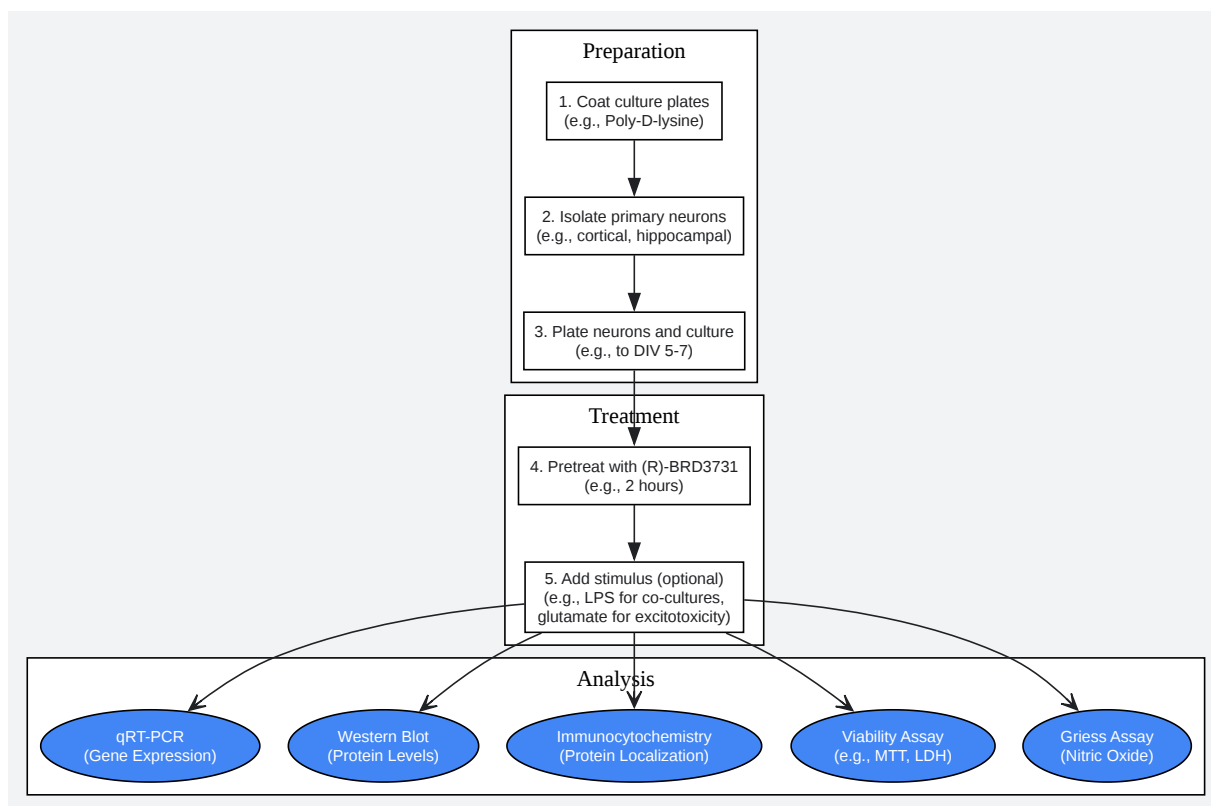 Preparation
1. Coat culture plates
(e.g., Poly-D-lysine)
2. Isolate primary neurons
(e.g., cortical, hippocampal)
3. Plate neurons and culture
(e.g., to DIV 5-7)
Treatment
4. Pretreat with (R)-BRD3731
(e.g., 2 hours)
5. Add stimulus (optional)
(e.g., LPS for co-cultures,
glutamate for excitotoxicity)
Analysis
qRT-PCR
(Gene Expression)
Western Blot
(Protein Levels)
Immunocytochemistry
(Protein Localization)
Viability Assay
(e.g., MTT, LDH)
Griess Assay
(Nitric Oxide)